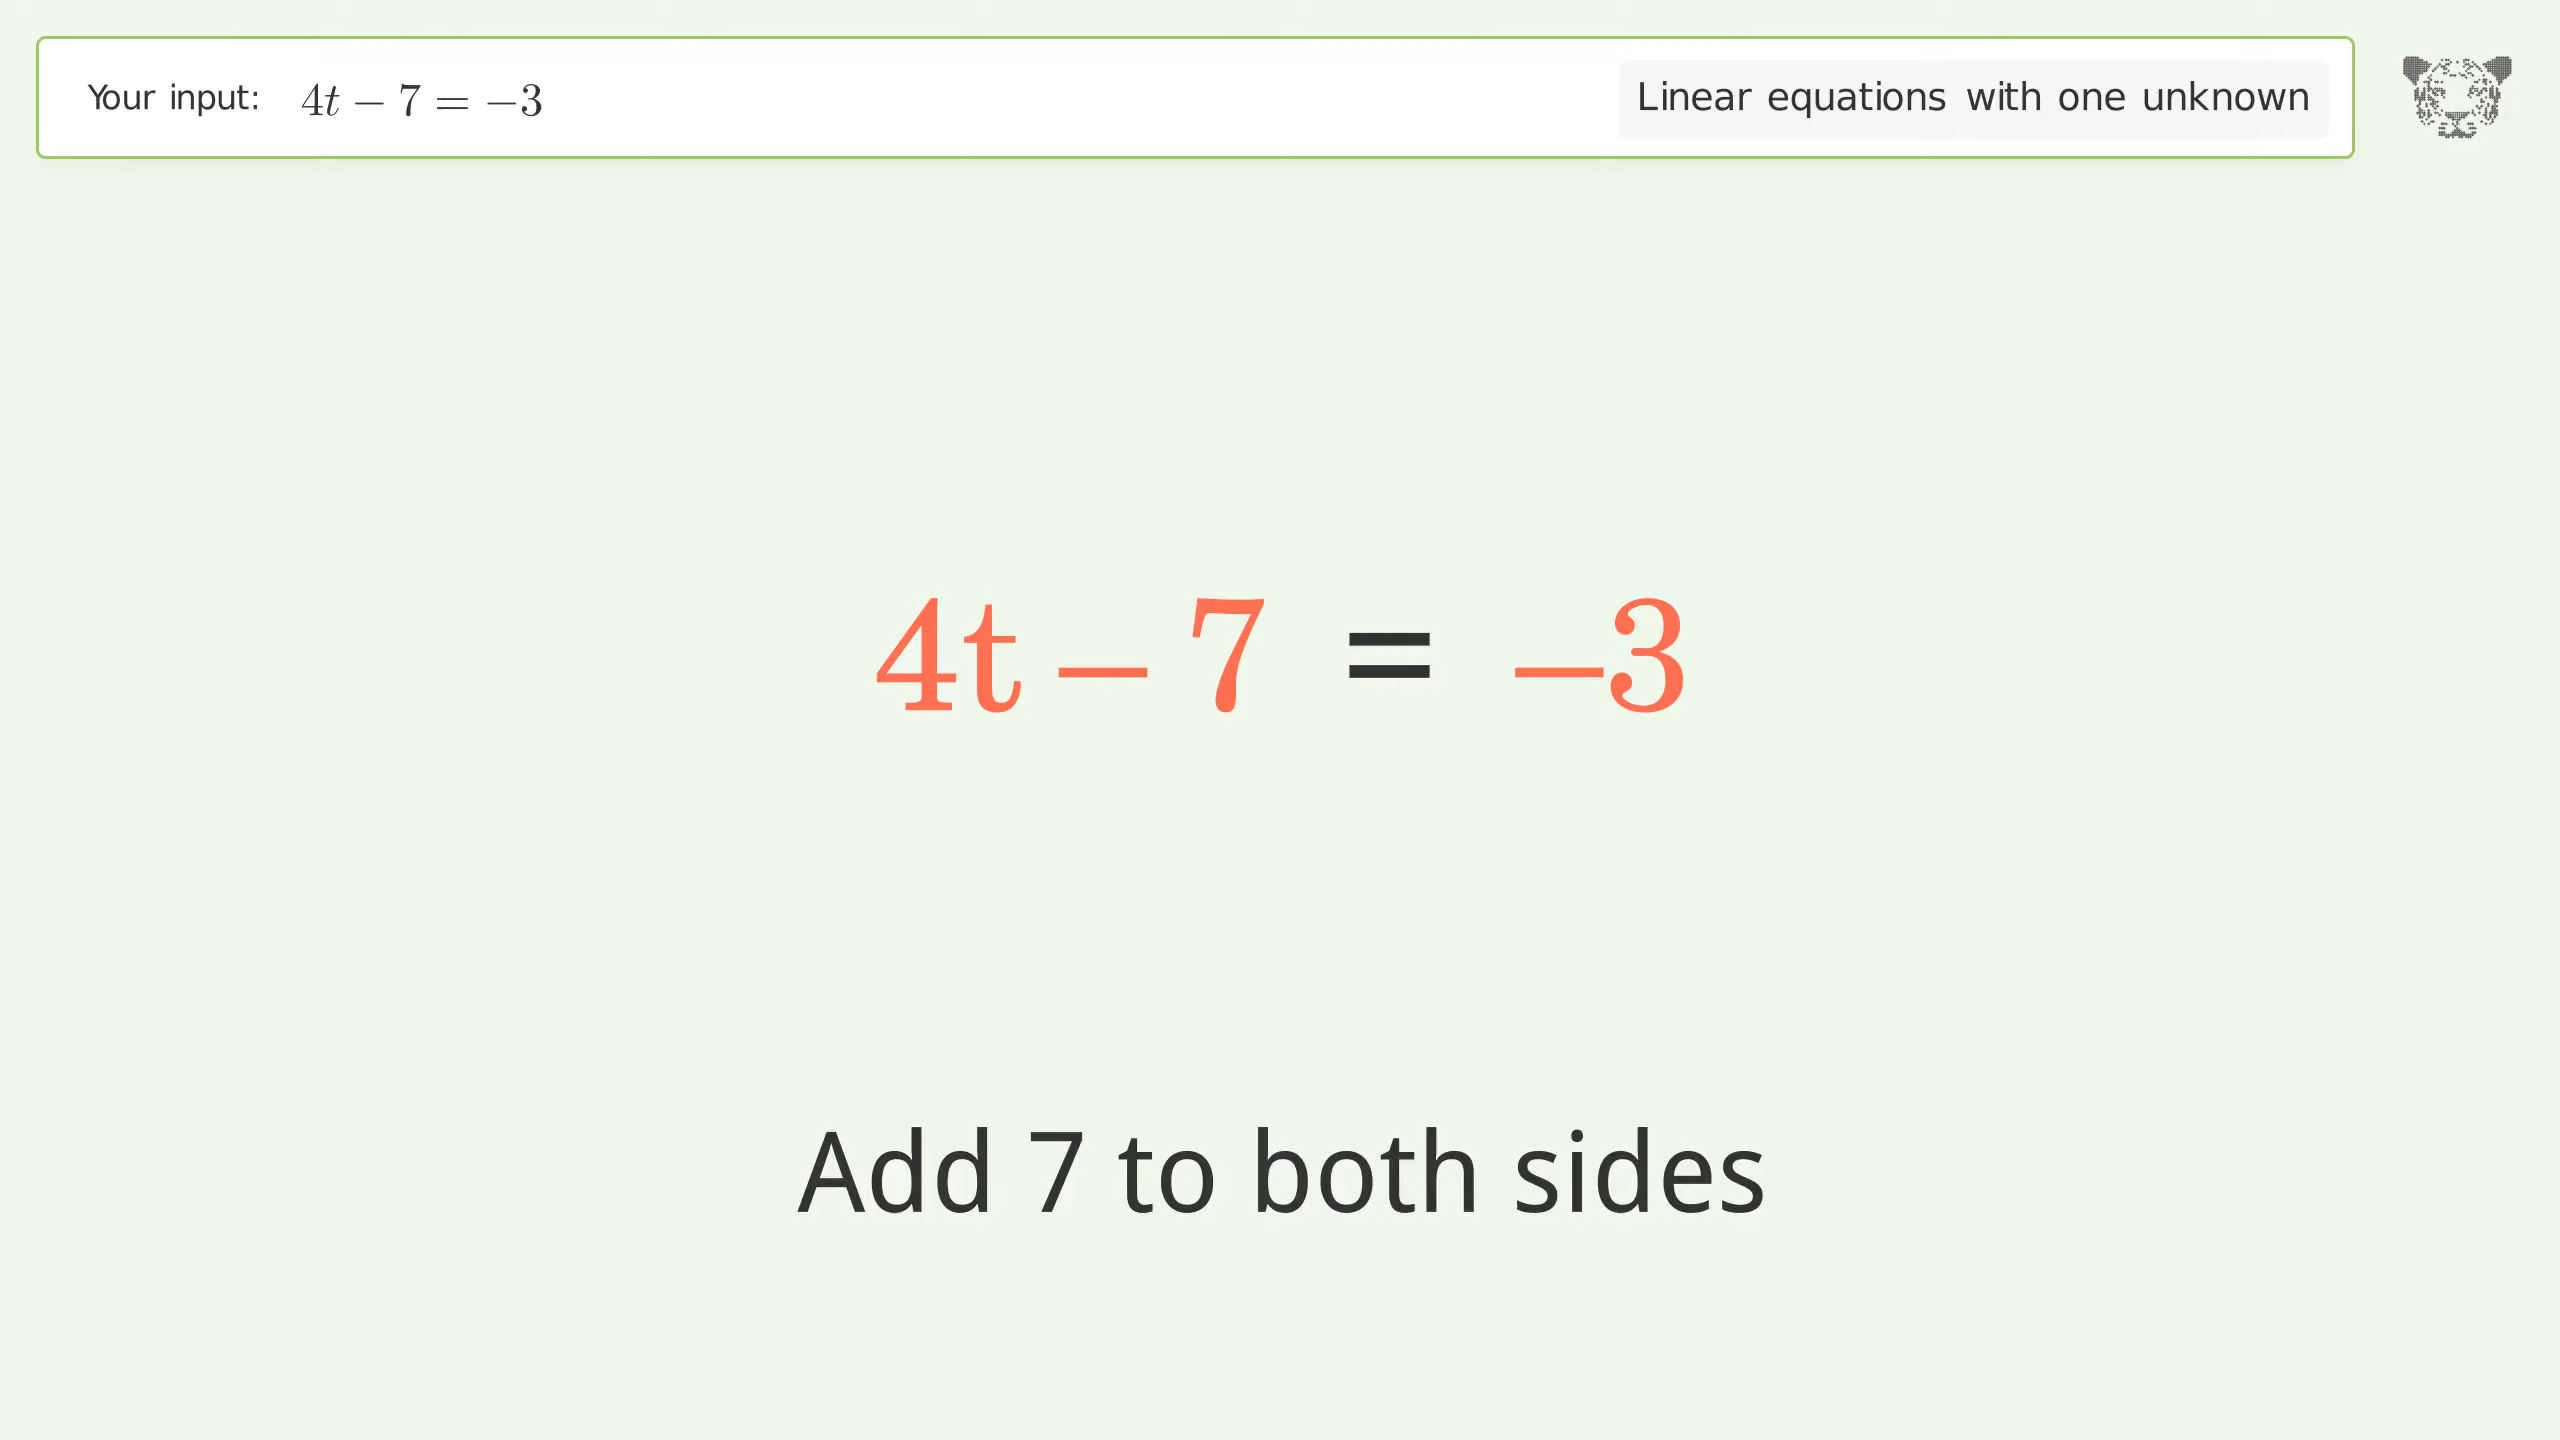 Your input: 4t − 7 = −3
Linear equations with one unknown
4t − 7 = −3
Add 7 to both sides